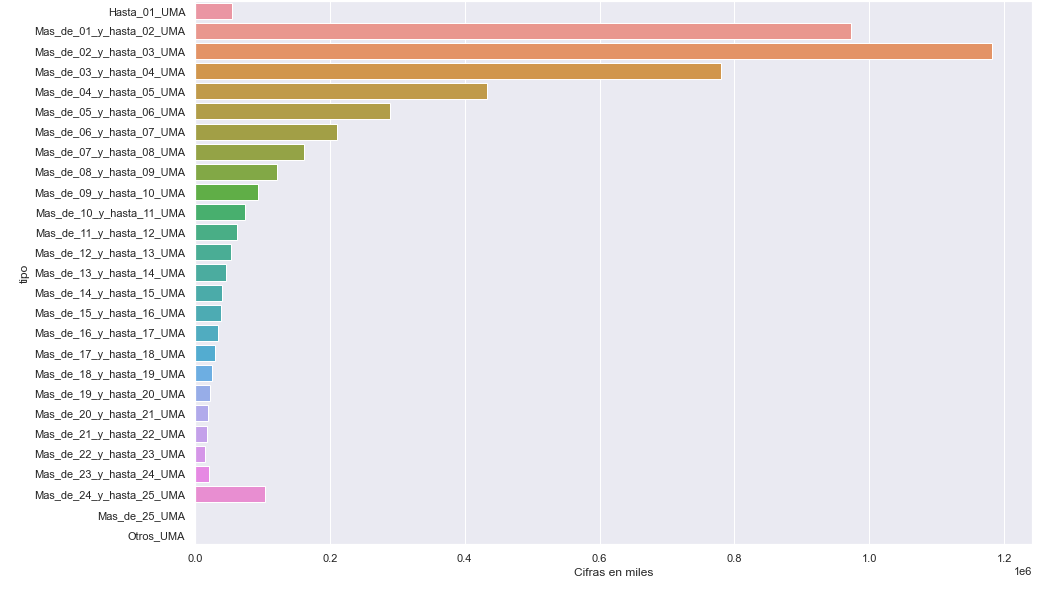 Hasta_01_UMA
Mas_de_01_y_hasta_02_UMA
Mas_de_02_y_hasta_03_UMA
Mas_de_03_y_hasta_04_UMA
Mas_de_04_y_hasta_05_UMA
Mas_de_05_y_hasta_06_UMA
Mas_de_06_y_hasta_07_UMA
Mas_de_07_y_hasta_08_UMA
Mas_de_08_y_hasta_09_UMA
Mas_de_09_y_hasta_10_UMA
Mas_de_10_y_hasta_11_UMA
Mas_de_11_y_hasta_12_UMA
Mas_de_12_y_hasta_13_UMA
Mas_de_13_y_hasta_14_UMA
Mas_de_14_y_hasta_15_UMA
Mas_de_15_y_hasta_16_UMA
Mas_de_16_y_hasta_17_UMA
Mas_de_17_y_hasta_18_UMA
Mas_de_18_y_hasta_19_UMA
Mas_de_19_y_hasta_20_UMA
Mas_de_20_y_hasta_21_UMA
Mas_de_21_y_hasta_22_UMA
Mas_de_22_y_hasta_23_UMA
Mas_de_23_y_hasta_24_UMA
Mas_de_24_y_hasta_25_UMA
Mas_de_25_UMA
Otros_UMA
tipo
0.0 0.2 0.4 0.6 0.8 1.0 1.2
1e6
Cifras en miles